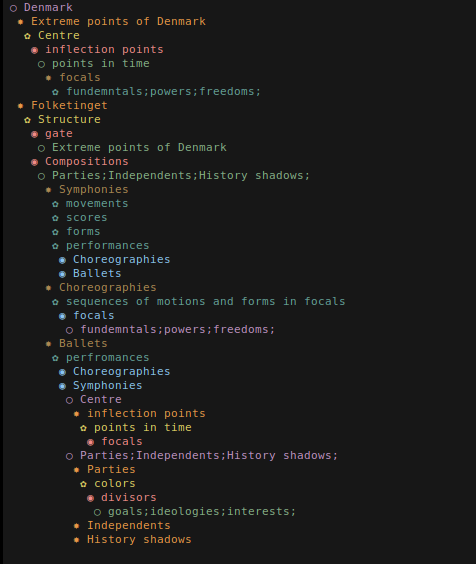 Denmark
Extreme points of Denmark
Centre
inflection points
points in time
focals
fundemntals;powers;freedoms;
Folketinget
Structure
gate
Extreme points of Denmark
Compositions
Parties;Independents;History shadows;
Symphonies
movements
scores
forms
performances
Choreographies
Ballets
Choreographies
sequences of motions and forms in focals
focals
fundemntals;powers;freedoms;
Ballets
perfromances
Choreographies
Symphonies
Centre
inflection points
points in time
focals
Parties;Independents;History shadows;
Parties
colors
divisors
goals;ideologies;interests;
Independents
History shadows